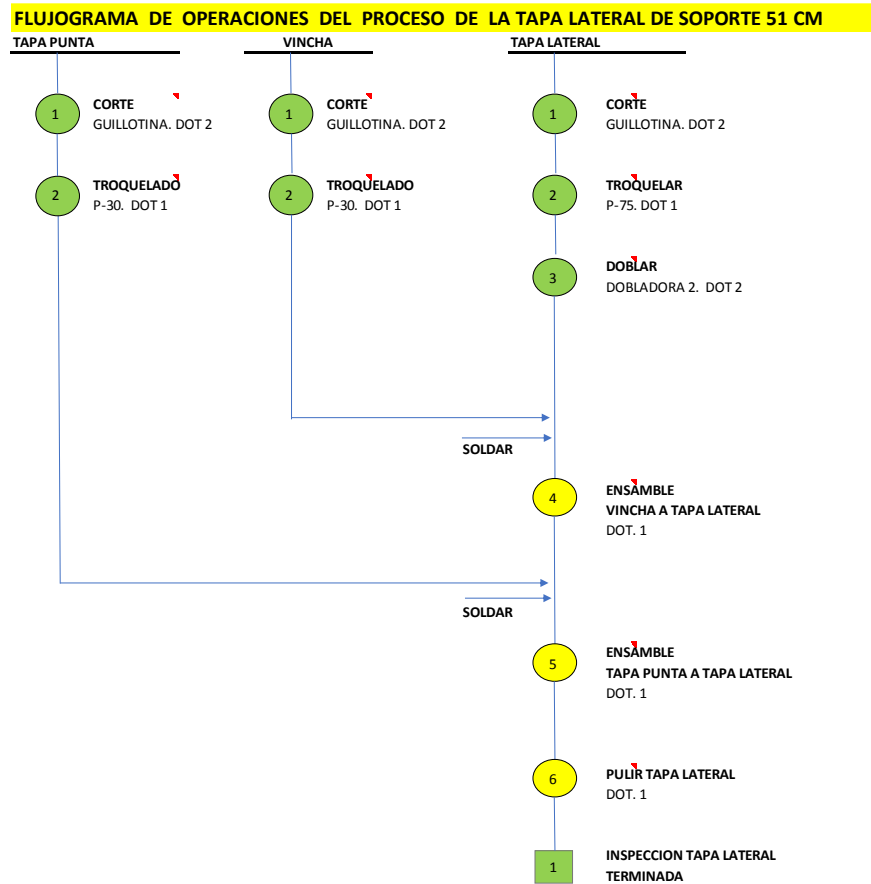 FLUJOGRAMA DE OPERACIONES DEL PROCESO DE LA TAPA LATERAL DE SOPORTE 51 CM
TAPA PUNTA
VINCHA
TAPA LATERAL
1
CORTE
GUILLOTINA. DOT 2
1
CORTE
GUILLOTINA. DOT 2
1
CORTE
GUILLOTINA. DOT 2
2
TROQUELADO
P-30. DOT 1
2
TROQUELADO
P-30. DOT 1
2
TROQUELAR
P-75. DOT 1
3
DOBLAR
DOBLADORA 2. DOT 2
SOLDAR
4
ENSAMBLE
VINCHA A TAPA LATERAL
DOT. 1
SOLDAR
5
ENSAMBLE
TAPA PUNTA A TAPA LATERAL
DOT. 1
6
PULIR TAPA LATERAL
DOT. 1
1
INSPECCION TAPA LATERAL
TERMINADA